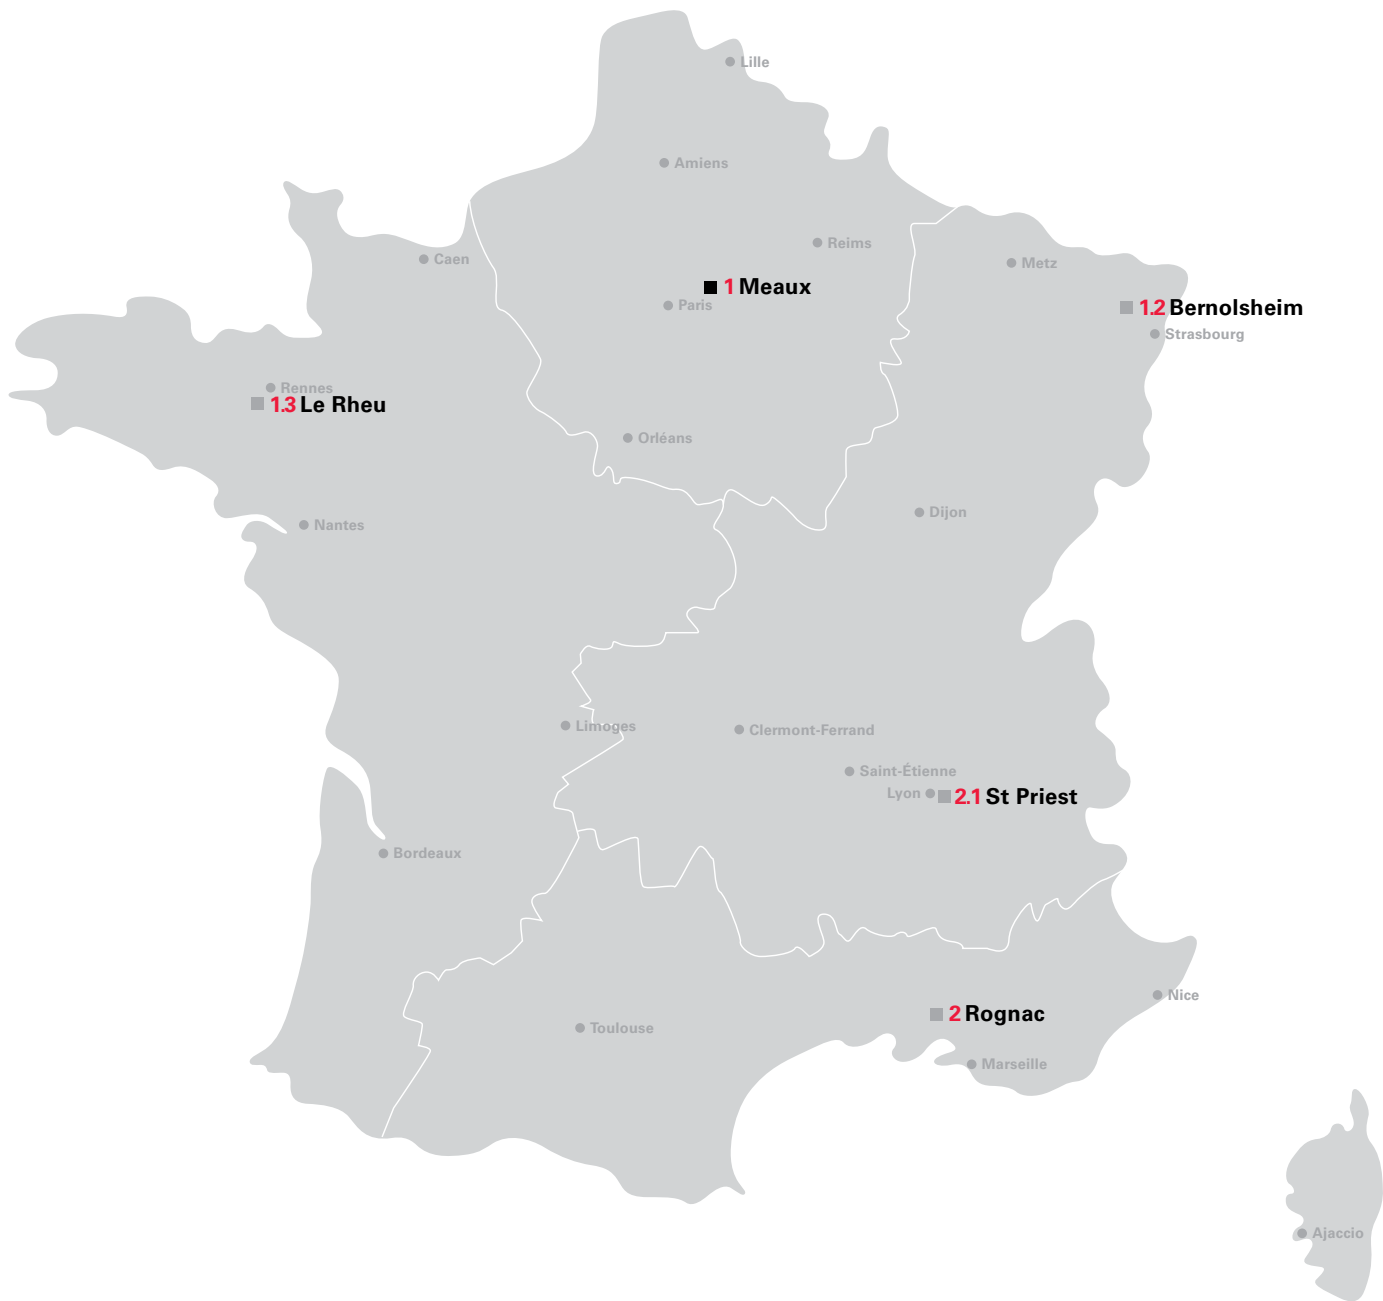 Lille
Amiens
Reims
Caen
Metz
1 Meaux
Paris
1.2 Bernolsheim
Strasbourg
Rennes
1.3 Le Rheu
Orléans
Dijon
Nantes
Limoges
Clermont-Ferrand
Saint-Étienne
Lyon
2.1 St Priest
Bordeaux
Nice
2 Rognac
Toulouse
Marseille
Ajaccio